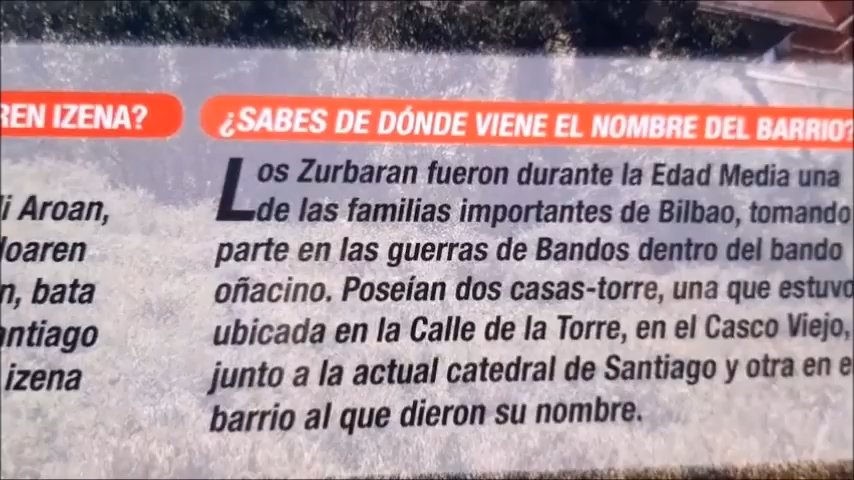 REN IZENA?
i Aroan,
loaren
n, bata
antiago
izena
¿SABES DE DÓNDE VIENE EL NOMBRE DEL BARRIO?
Los Zurbaran fueron durante la Edad Media una
de las familias importantes de Bilbao, tomando
parte en las guerras de Bandos dentro del bando
oñacino. Poseían dos casas-torre, una que estuvo
ubicada en la Calle de la Torre, en el Casco Viejo,
junto a la actual catedral de Santiago y otra en e
barrio al que dieron su nombre.